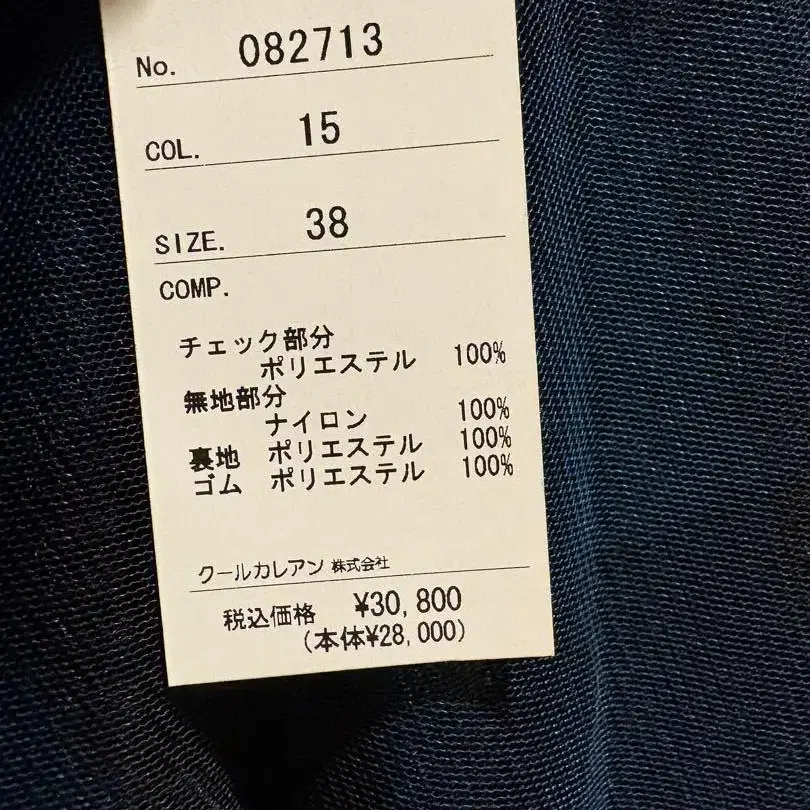 No. 082713
COL. 15
SIZE. 38
COMP.
チェック部分
ポリエステル 100%
無地部分
ナイロン 100%
裏地 ポリエステル 100%
ゴム ポリエステル 100%
クールカレアン 株式会社
税込価格 ¥30,800
(本体¥28,000)